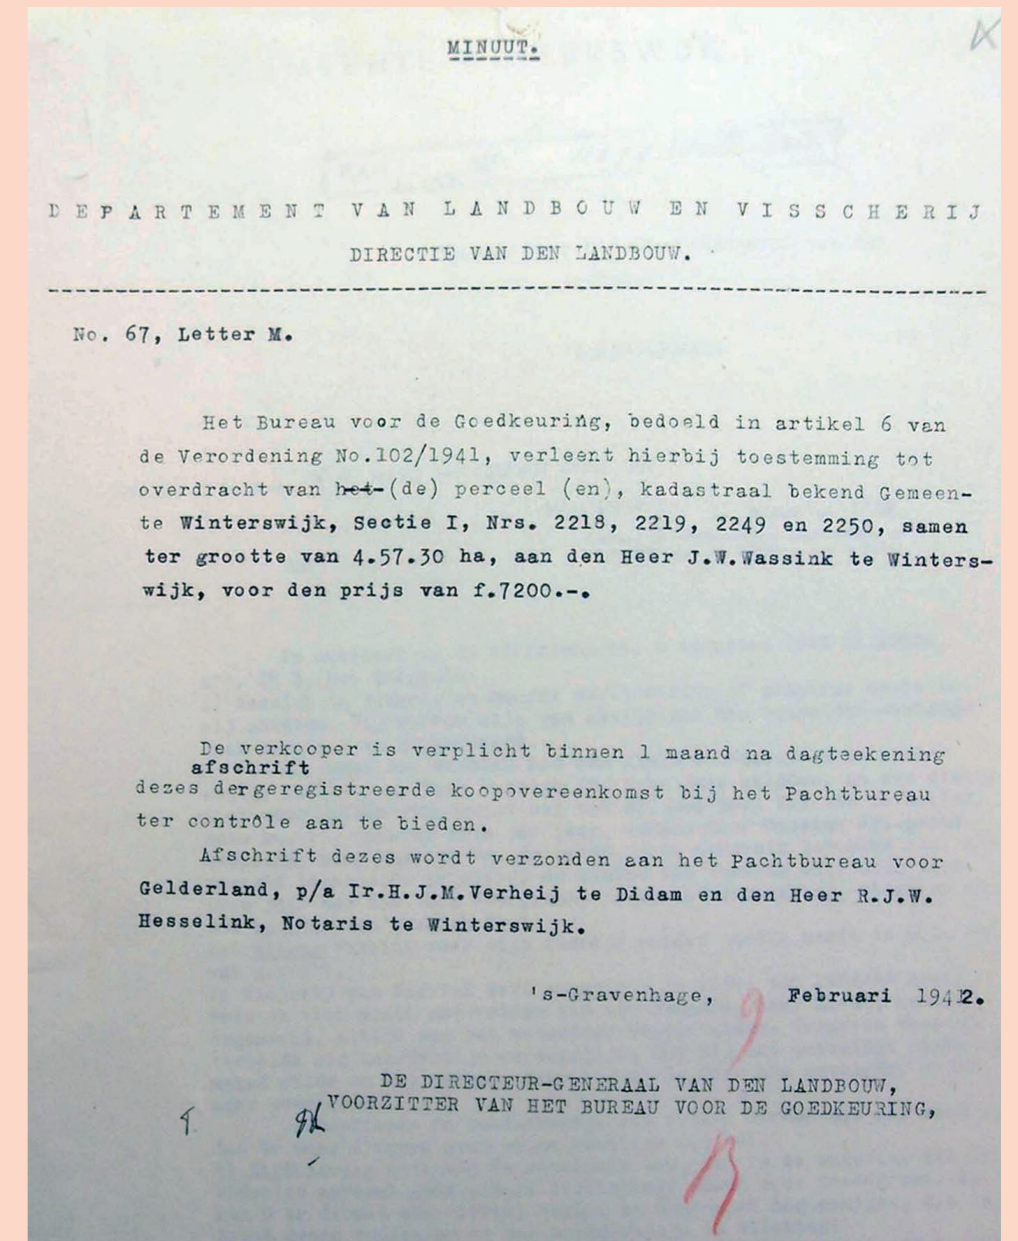 MINUUT.
DEPARTEMENT VAN LANDBOUW EN VISSCHERIJ
DIRECTIE VAN DEN LANDBOUW.
No. 67, Letter M.
Het Bureau voor de Goedkeuring, bedoeld in artikel 6 van
de Verordening No.102/1941, verleent hierbij toestemming tot
overdracht van het (de) perceel (en), kadastraal bekend Gemeen-
te Winterswijk, Sectie I, Nrs. 2218, 2219, 2249 en 2250, samen
ter grootte van 4.57.30 ha, aan den Heer J.W.Wassink te Winters-
wijk, voor den prijs van f.7200.-.
De verkooper is verplicht binnen 1 maand na dagteekening
afschrift
dezes dergeregistreerde koopovereenkomst bij het Pachtbureau
ter contrôle aan te bieden.
Afschrift dezes wordt verzonden aan het Pachtbureau voor
Gelderland, p/a Ir.H.J.M.Verheij te Didam en den Heer R.J.W.
Hesselink, Notaris te Winterswijk.
's-Gravenhage, 9 Februari 1942.
DE DIRECTEUR-GENERAAL VAN DEN LANDBOUW,
VOORZITTER VAN HET BUREAU VOOR DE GOEDKEURING,